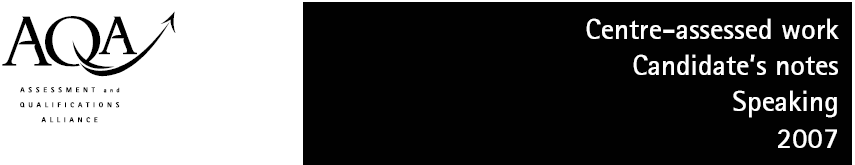 AQA
ASSESSMENT and
QUALIFICATIONS
ALLIANCE
Centre-assessed work
Candidate's notes
Speaking
2007